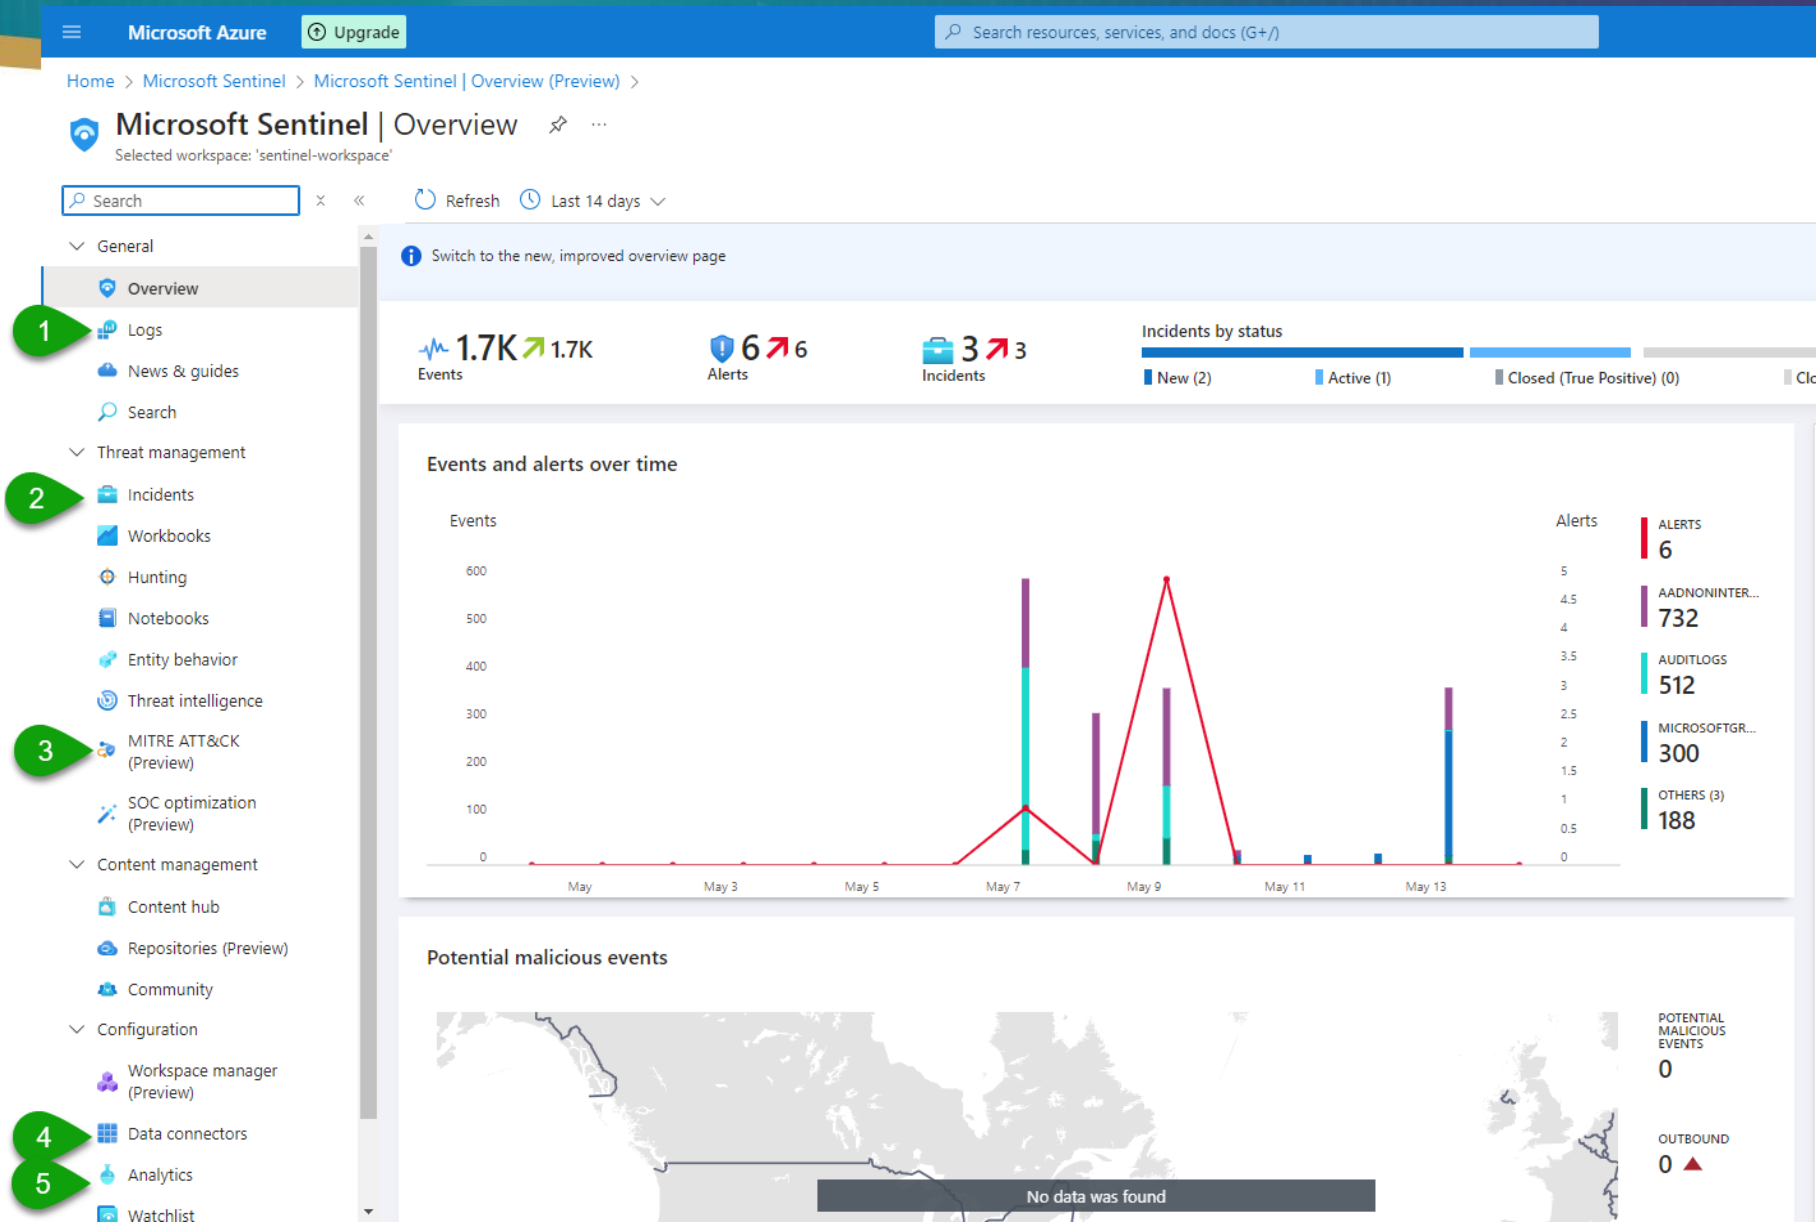 Microsoft Azure
Upgrade
Search resources, services, and docs (G+/)
Home > Microsoft Sentinel > Microsoft Sentinel | Overview (Preview) >
Microsoft Sentinel | Overview
...
Selected workspace: 'sentinel-workspace'
Search
Refresh
Last 14 days
General
Overview
1
Logs
News & guides
Search
Threat management
2
Incidents
Workbooks
Hunting
Notebooks
Entity behavior
Threat intelligence
3
MITRE ATT&CK
(Preview)
SOC optimization
(Preview)
Content management
Content hub
Repositories (Preview)
Community
Configuration
Workspace manager
(Preview)
4
Data connectors
5
Analytics
Watchlist
Switch to the new, improved overview page
1.7K 1.7K
Events
6 6
Alerts
3 3
Incidents
Incidents by status
New (2)
Active (1)
Closed (True Positive) (0)
Clo
Events and alerts over time
Events
Alerts
600
500
400
300
200
100
0
5
4.5
4
3.5
3
2.5
2
1.5
1
0.5
0
May
May 3
May 5
May 7
May 9
May 11
May 13
ALERTS
6
AADNONINTER...
732
AUDITLOGS
512
MICROSOFTGR...
300
OTHERS (3)
188
Potential malicious events
No data was found
POTENTIAL
MALICIOUS
EVENTS
0
OUTBOUND
0